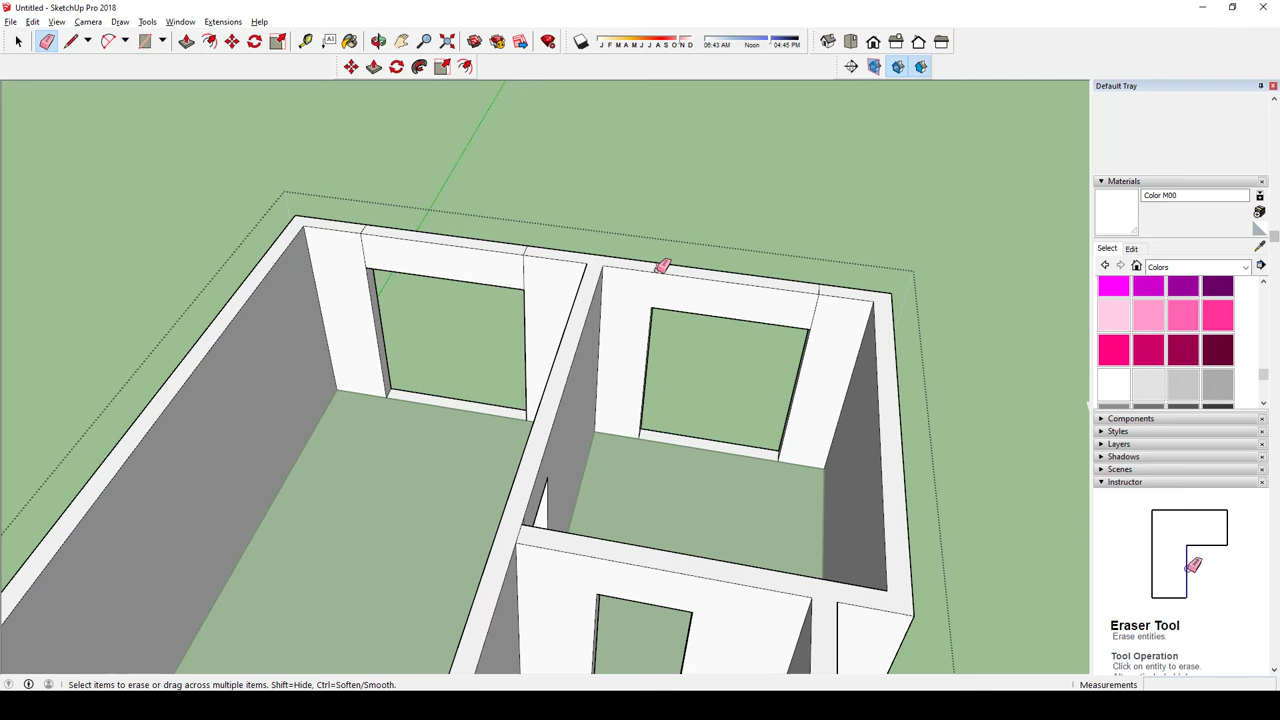 Untitled - SketchUp Pro 2018
File Edit View Camera Draw Tools Window Extensions Help
J F M A M J J A S O N D
06:43 AM Noon 04:45 PM
Default Tray
Materials
Color M00
Select Edit
Colors
Components
Styles
Layers
Shadows
Scenes
Instructor
Eraser Tool
Erase entities.
Tool Operation
Click on entity to erase.
Select items to erase or drag across multiple items. Shift=Hide, Ctrl=Soften/Smooth.
Measurements